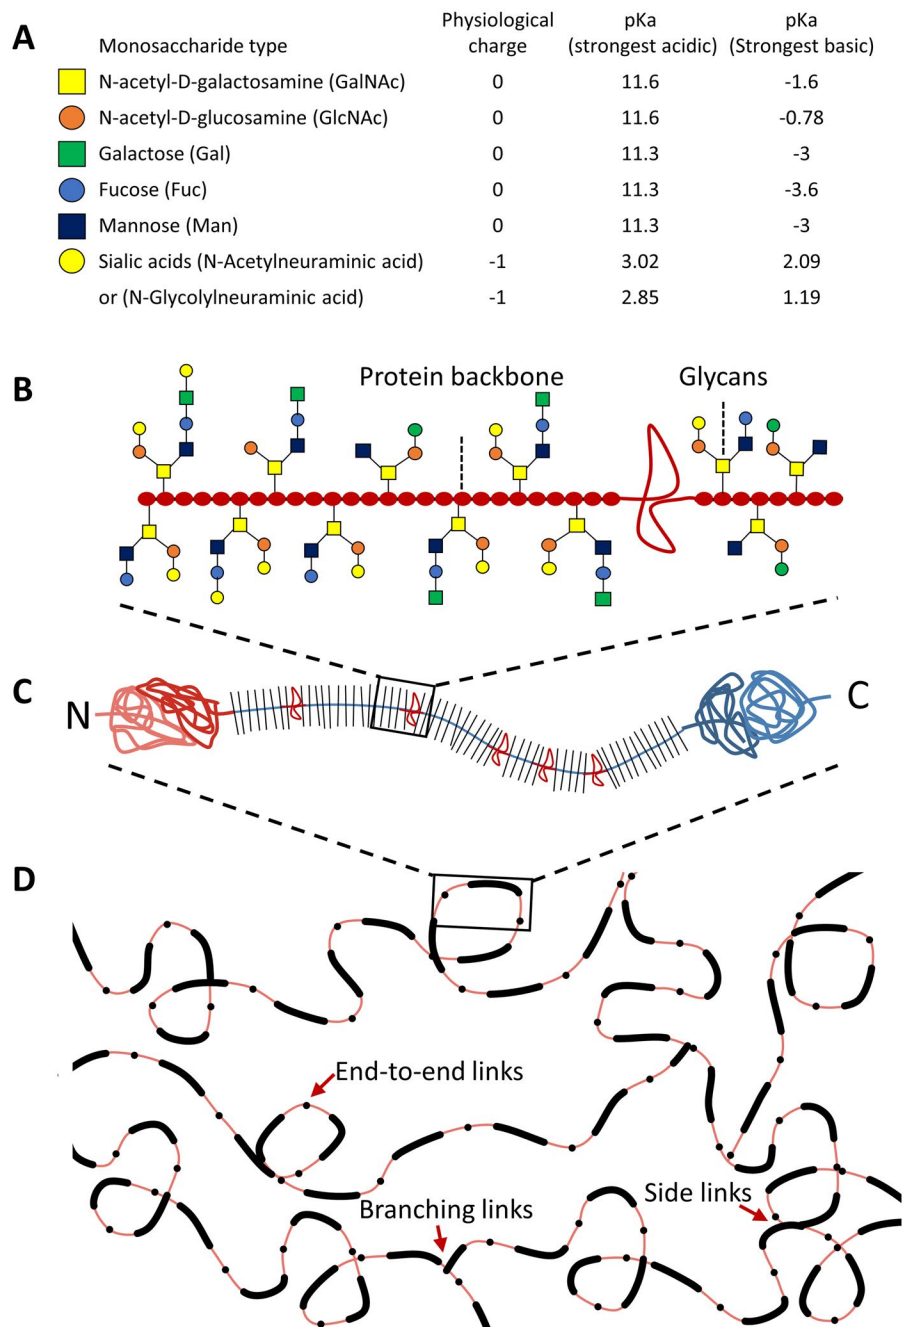 A
Monosaccharide type
Physiological charge
pKa (strongest acidic)
pKa (Strongest basic)
N-acetyl-D-galactosamine (GalNAc) 0 11.6 -1.6
N-acetyl-D-glucosamine (GlcNAc) 0 11.6 -0.78
Galactose (Gal) 0 11.3 -3
Fucose (Fuc) 0 11.3 -3.6
Mannose (Man) 0 11.3 -3
Sialic acids (N-Acetylneuraminic acid) -1 3.02 2.09
or (N-Glycolylneuraminic acid) -1 2.85 1.19
B
Protein backbone
Glycans
C
N
C
D
End-to-end links
Branching links
Side links